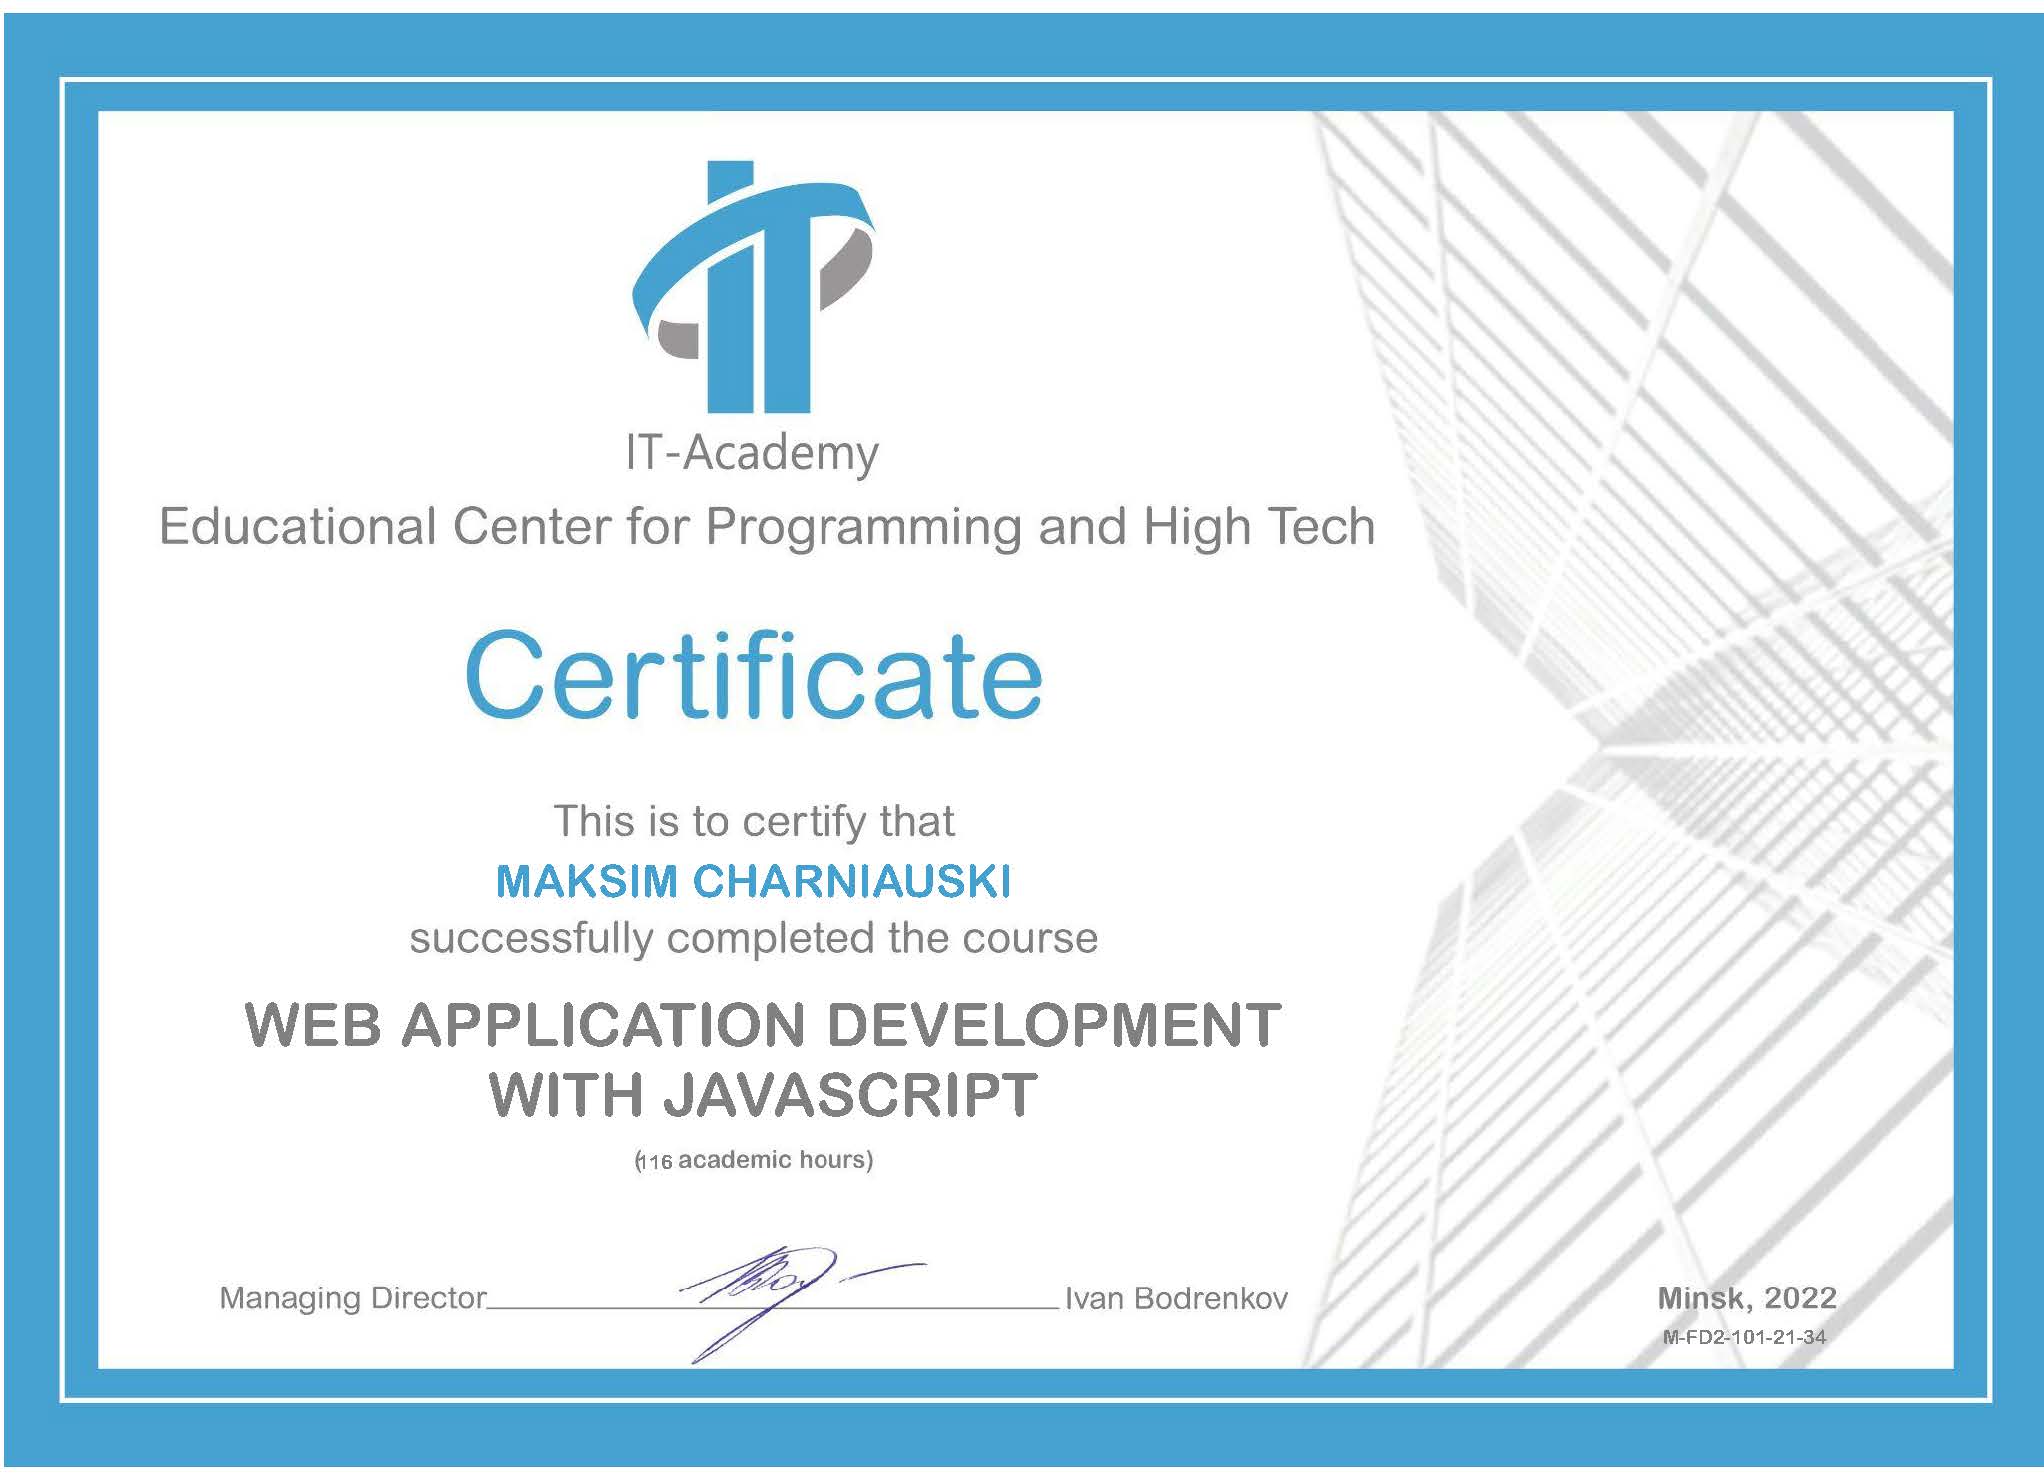 IT
IT-Academy
Educational Center for Programming and High Tech
Certificate
This is to certify that
MAKSIM CHARNIAUSKI
successfully completed the course
WEB APPLICATION DEVELOPMENT
WITH JAVASCRIPT
(116 academic hours)
Managing Director Ivan Bodrenkov
Minsk, 2022
M-FD2-101-21-34